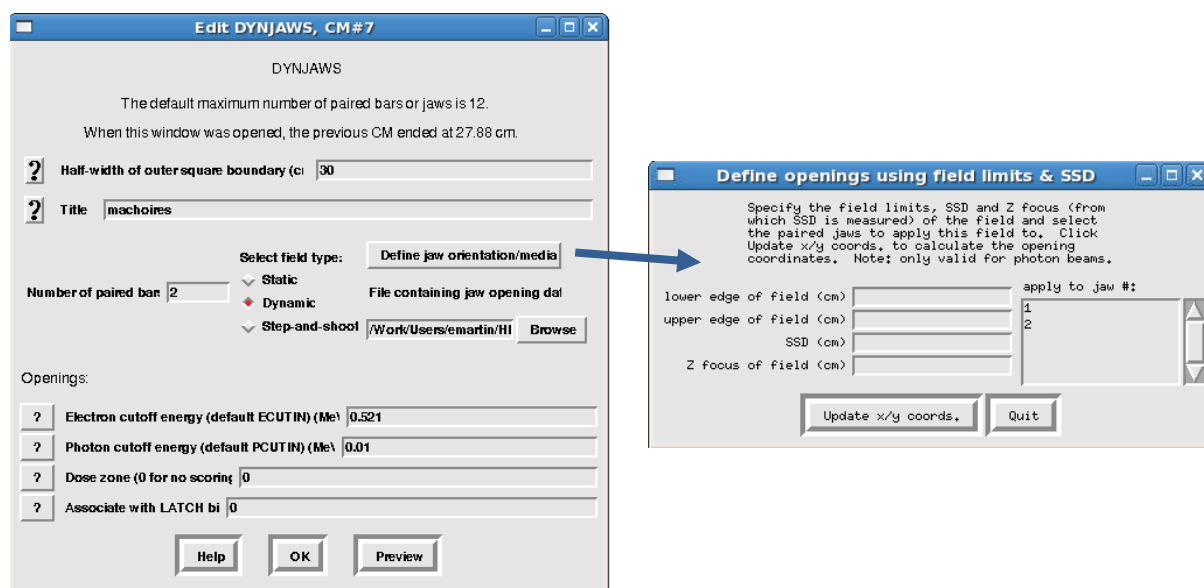 Edit DYNJAWS, CM#7
DYNJAWS
The default maximum number of paired bars or jaws is 12.
When this window was opened, the previous CM ended at 27.88 cm.
? Half-width of outer square boundary (c 30
? Title machoires
Select field type: Define jaw orientation/media
Static
Number of paired bar: 2 Dynamic File containing jaw opening dat
Step-and-shoot /Work/Users/emartin/HI Browse
Openings:
? Electron cutoff energy (default ECUTIN) (MeV 0.521
? Photon cutoff energy (default PCUTIN) (MeV 0.01
? Dose zone (0 for no scoring 0
? Associate with LATCH bi 0
Help OK Preview
Define openings using field limits & SSD
Specify the field limits, SSD and Z focus (from
which SSD is measured) of the field and select
the paired jaws to apply this field to. Click
Update x/y coords. to calculate the opening
coordinates. Note: only valid for photon beams.
lower edge of field (cm)
upper edge of field (cm)
SSD (cm)
Z focus of field (cm)
apply to jaw #:
1
2
Update x/y coords. Quit